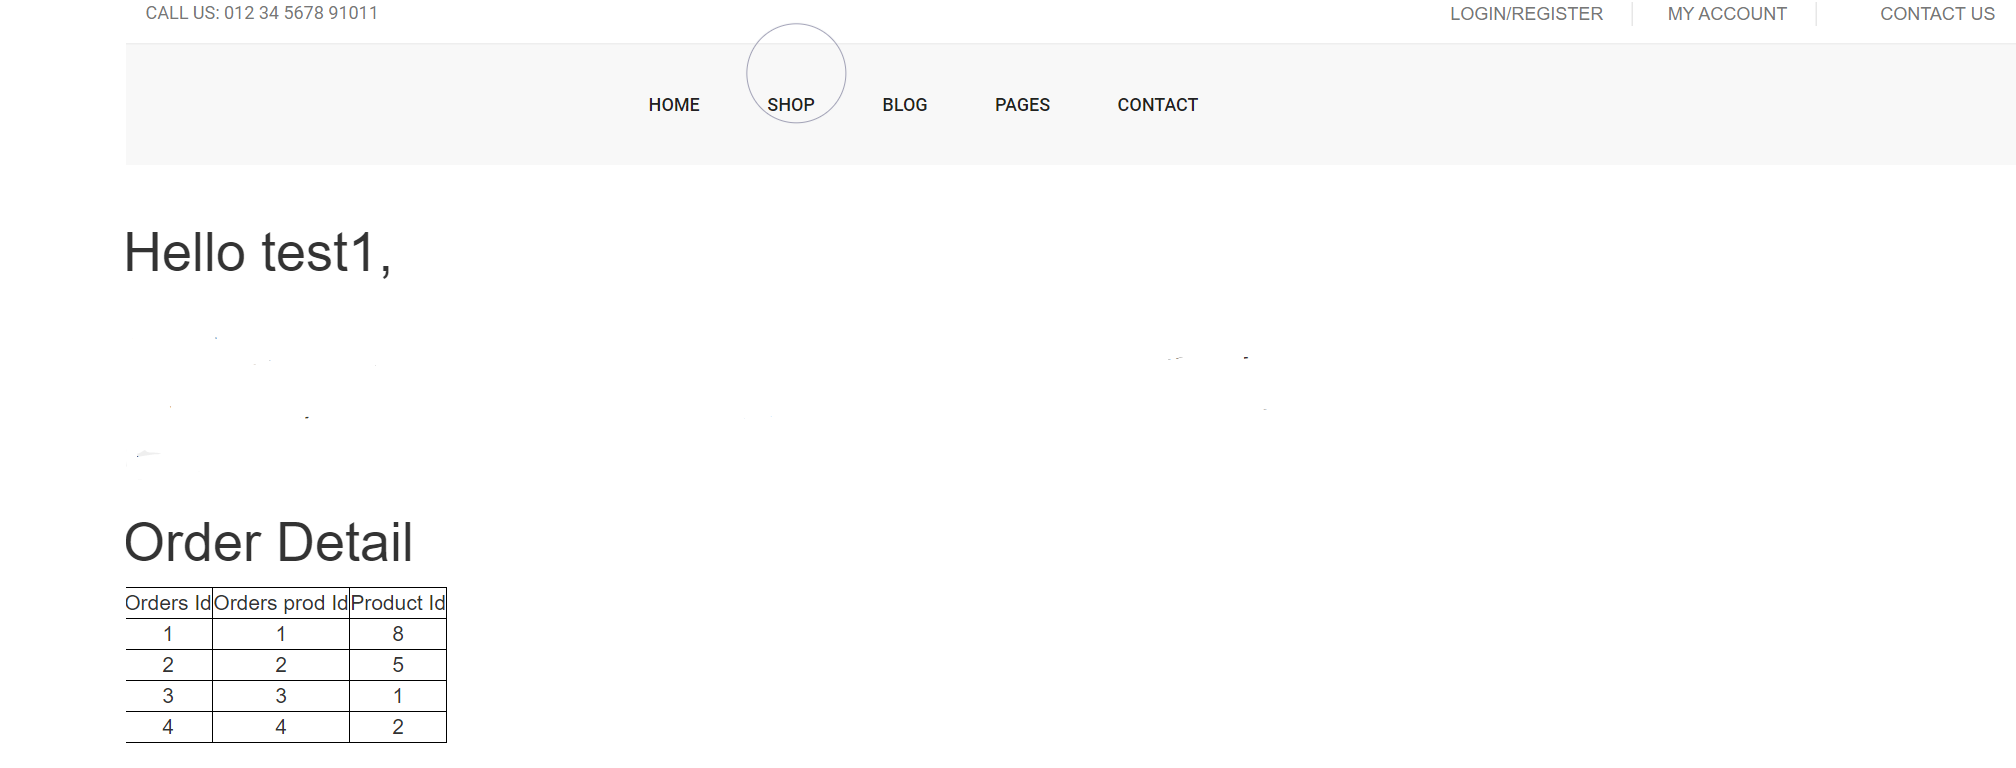 CALL US: 012 34 5678 91011 LOGIN/REGISTER MY ACCOUNT CONTACT US
HOME SHOP BLOG PAGES CONTACT
Hello test1,
Order Detail
Orders Id Orders prod Id Product Id
1 1 8
2 2 5
3 3 1
4 4 2